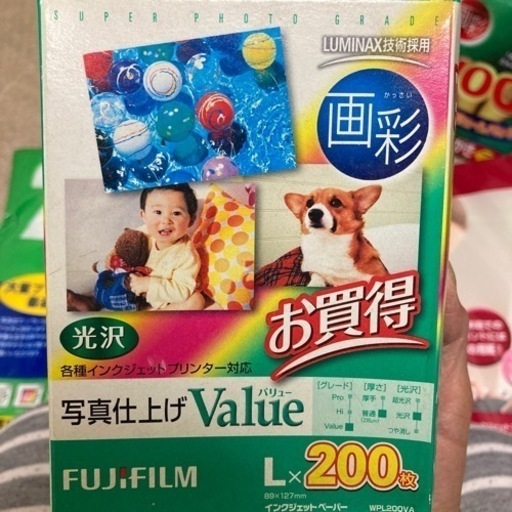 SUPER PHOTO GRADE
LUMINAX技術採用
かっさい
画彩
お買得
光沢
各種インクジェットプリンター対応
バリュー
写真仕上げ Value
[グレード] [厚さ] [光沢]
Pro 厚手 超光沢
Hi 普通 光沢
Value つや消し
FUJIFILM
L×200枚
89×127mm
インクジェットペーパー WPL200VA